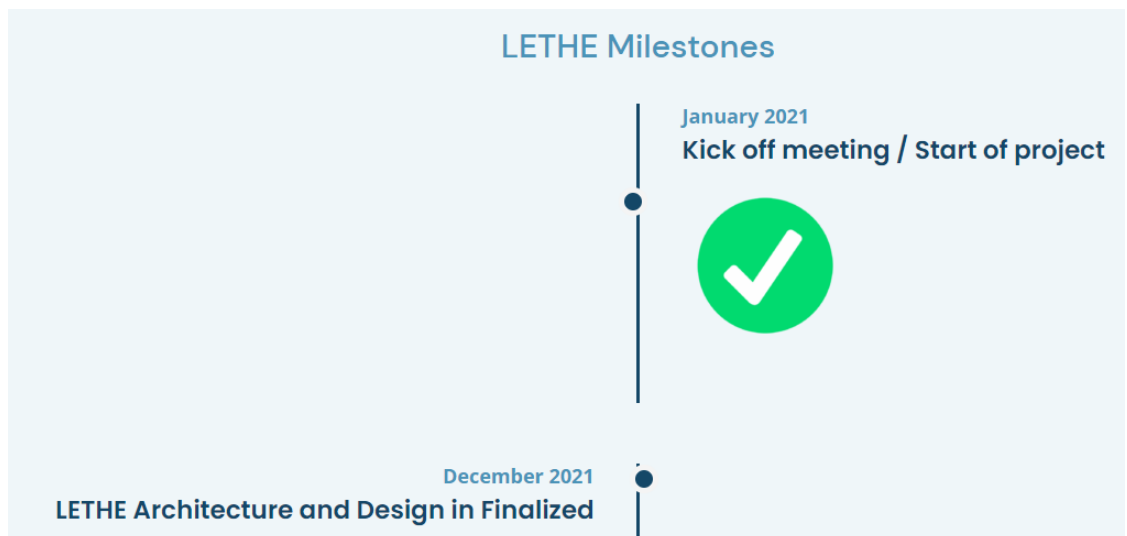 LETHE Milestones
January 2021
Kick off meeting / Start of project
December 2021
LETHE Architecture and Design in Finalized